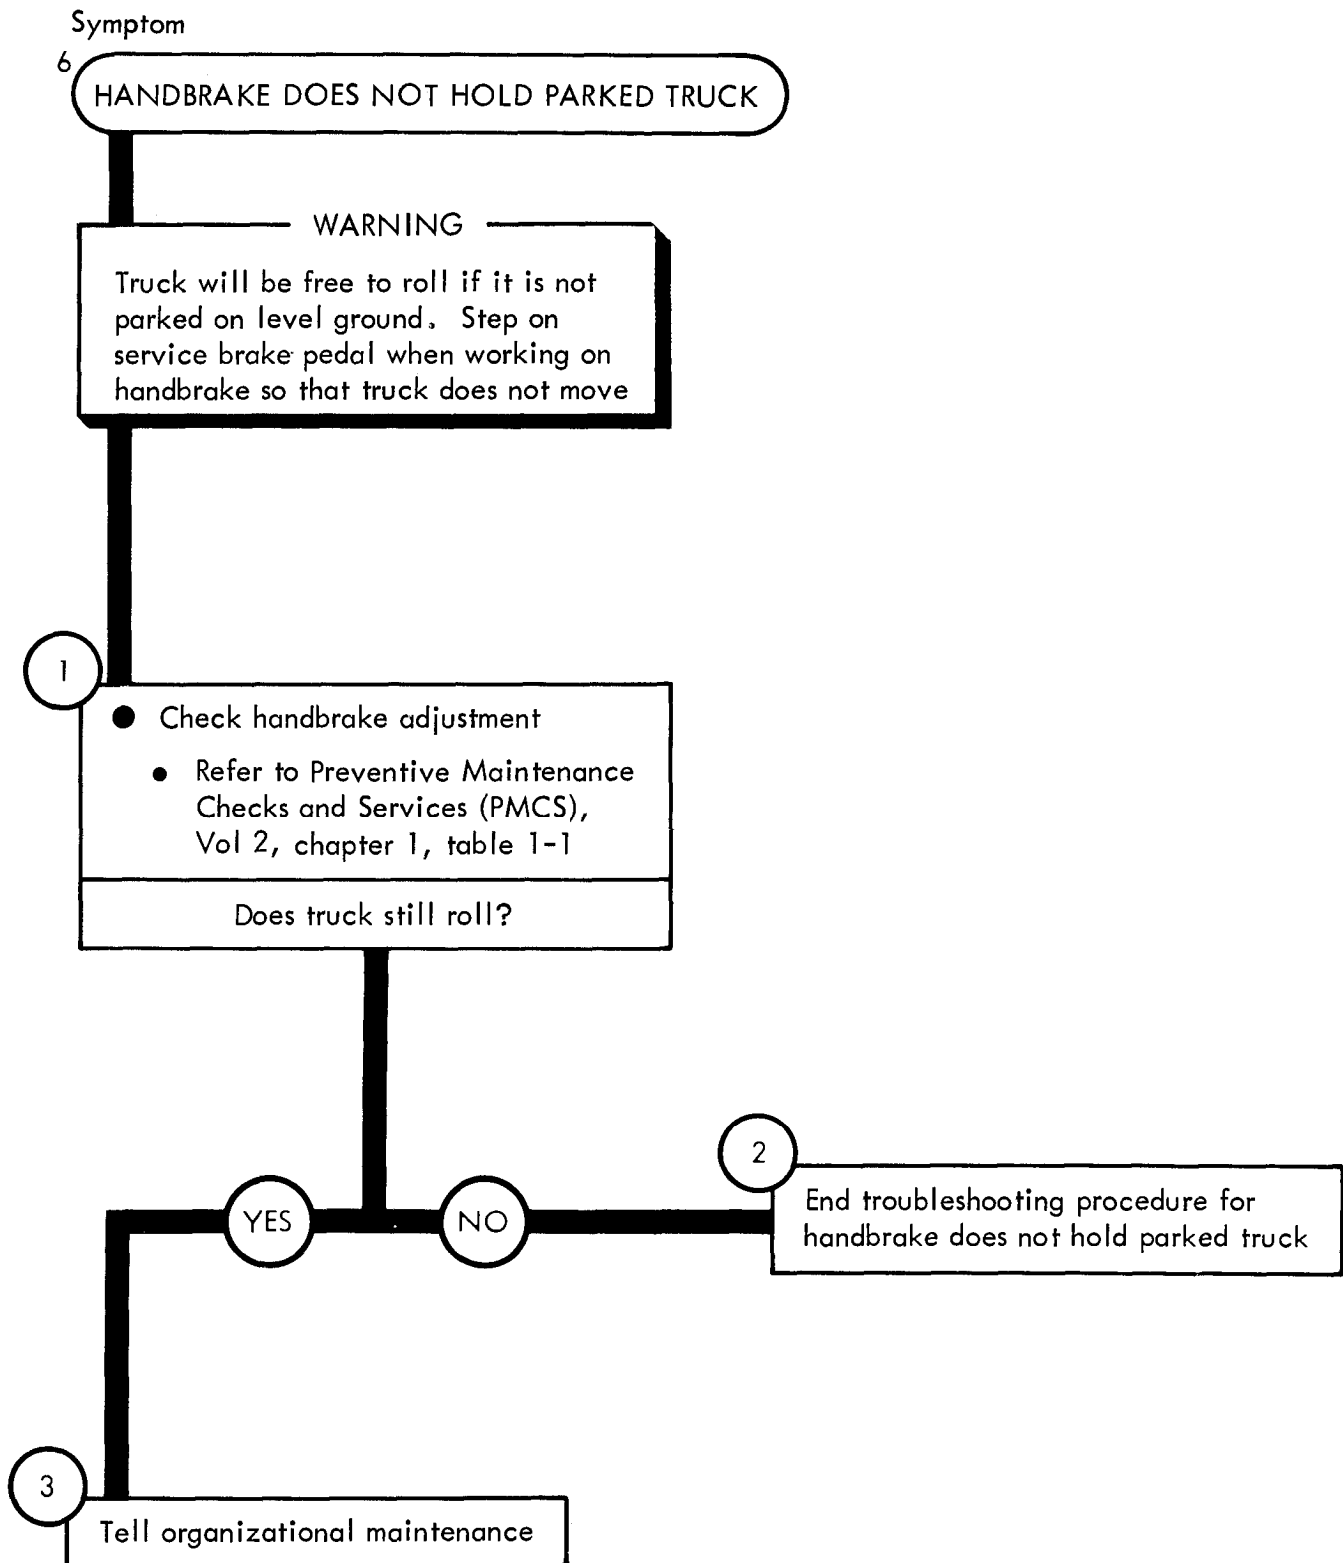 Symptom
6
HANDBRAKE DOES NOT HOLD PARKED TRUCK
WARNING
Truck will be free to roll if it is not
parked on level ground. Step on
service brake pedal when working on
handbrake so that truck does not move
1
● Check handbrake adjustment
● Refer to Preventive Maintenance
Checks and Services (PMCS),
Vol 2, chapter 1, table 1-1
Does truck still roll?
YES
NO
2
End troubleshooting procedure for
handbrake does not hold parked truck
3
Tell organizational maintenance